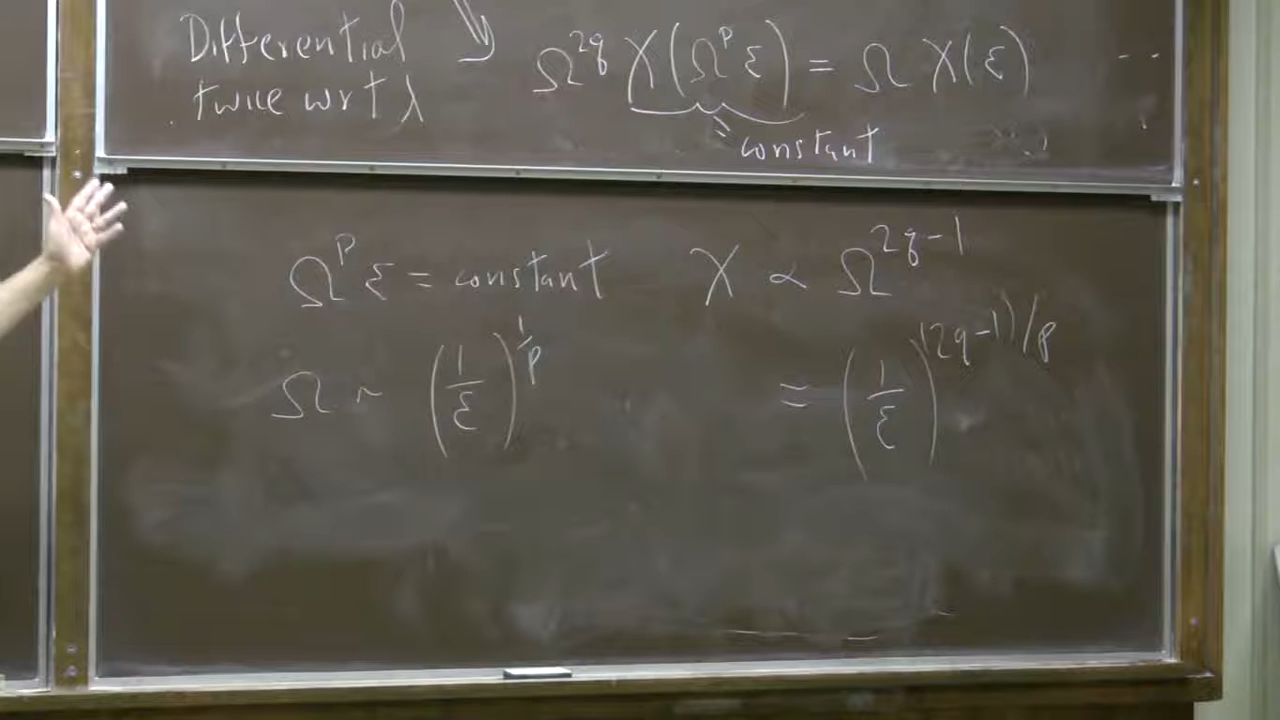 Differential
twice wrt λ
Ω^{2q} χ(Ω^p ε) = Ω χ(ε) --
= constant
Ω^p ε = constant χ ∝ Ω^{2q-1}
Ω ~ (1/ε)^{1/p} = (1/ε)^{(2q-1)/p}